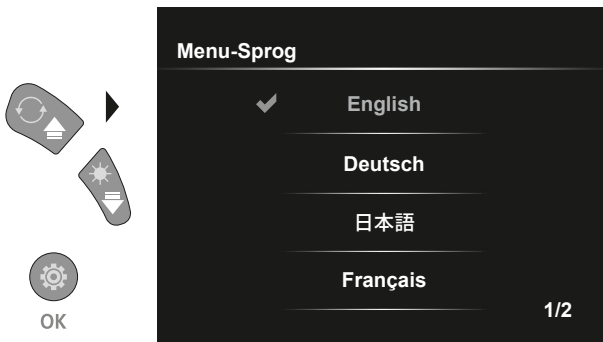 Menu-Sprog
English
Deutsch
日本語
Français
1/2
OK